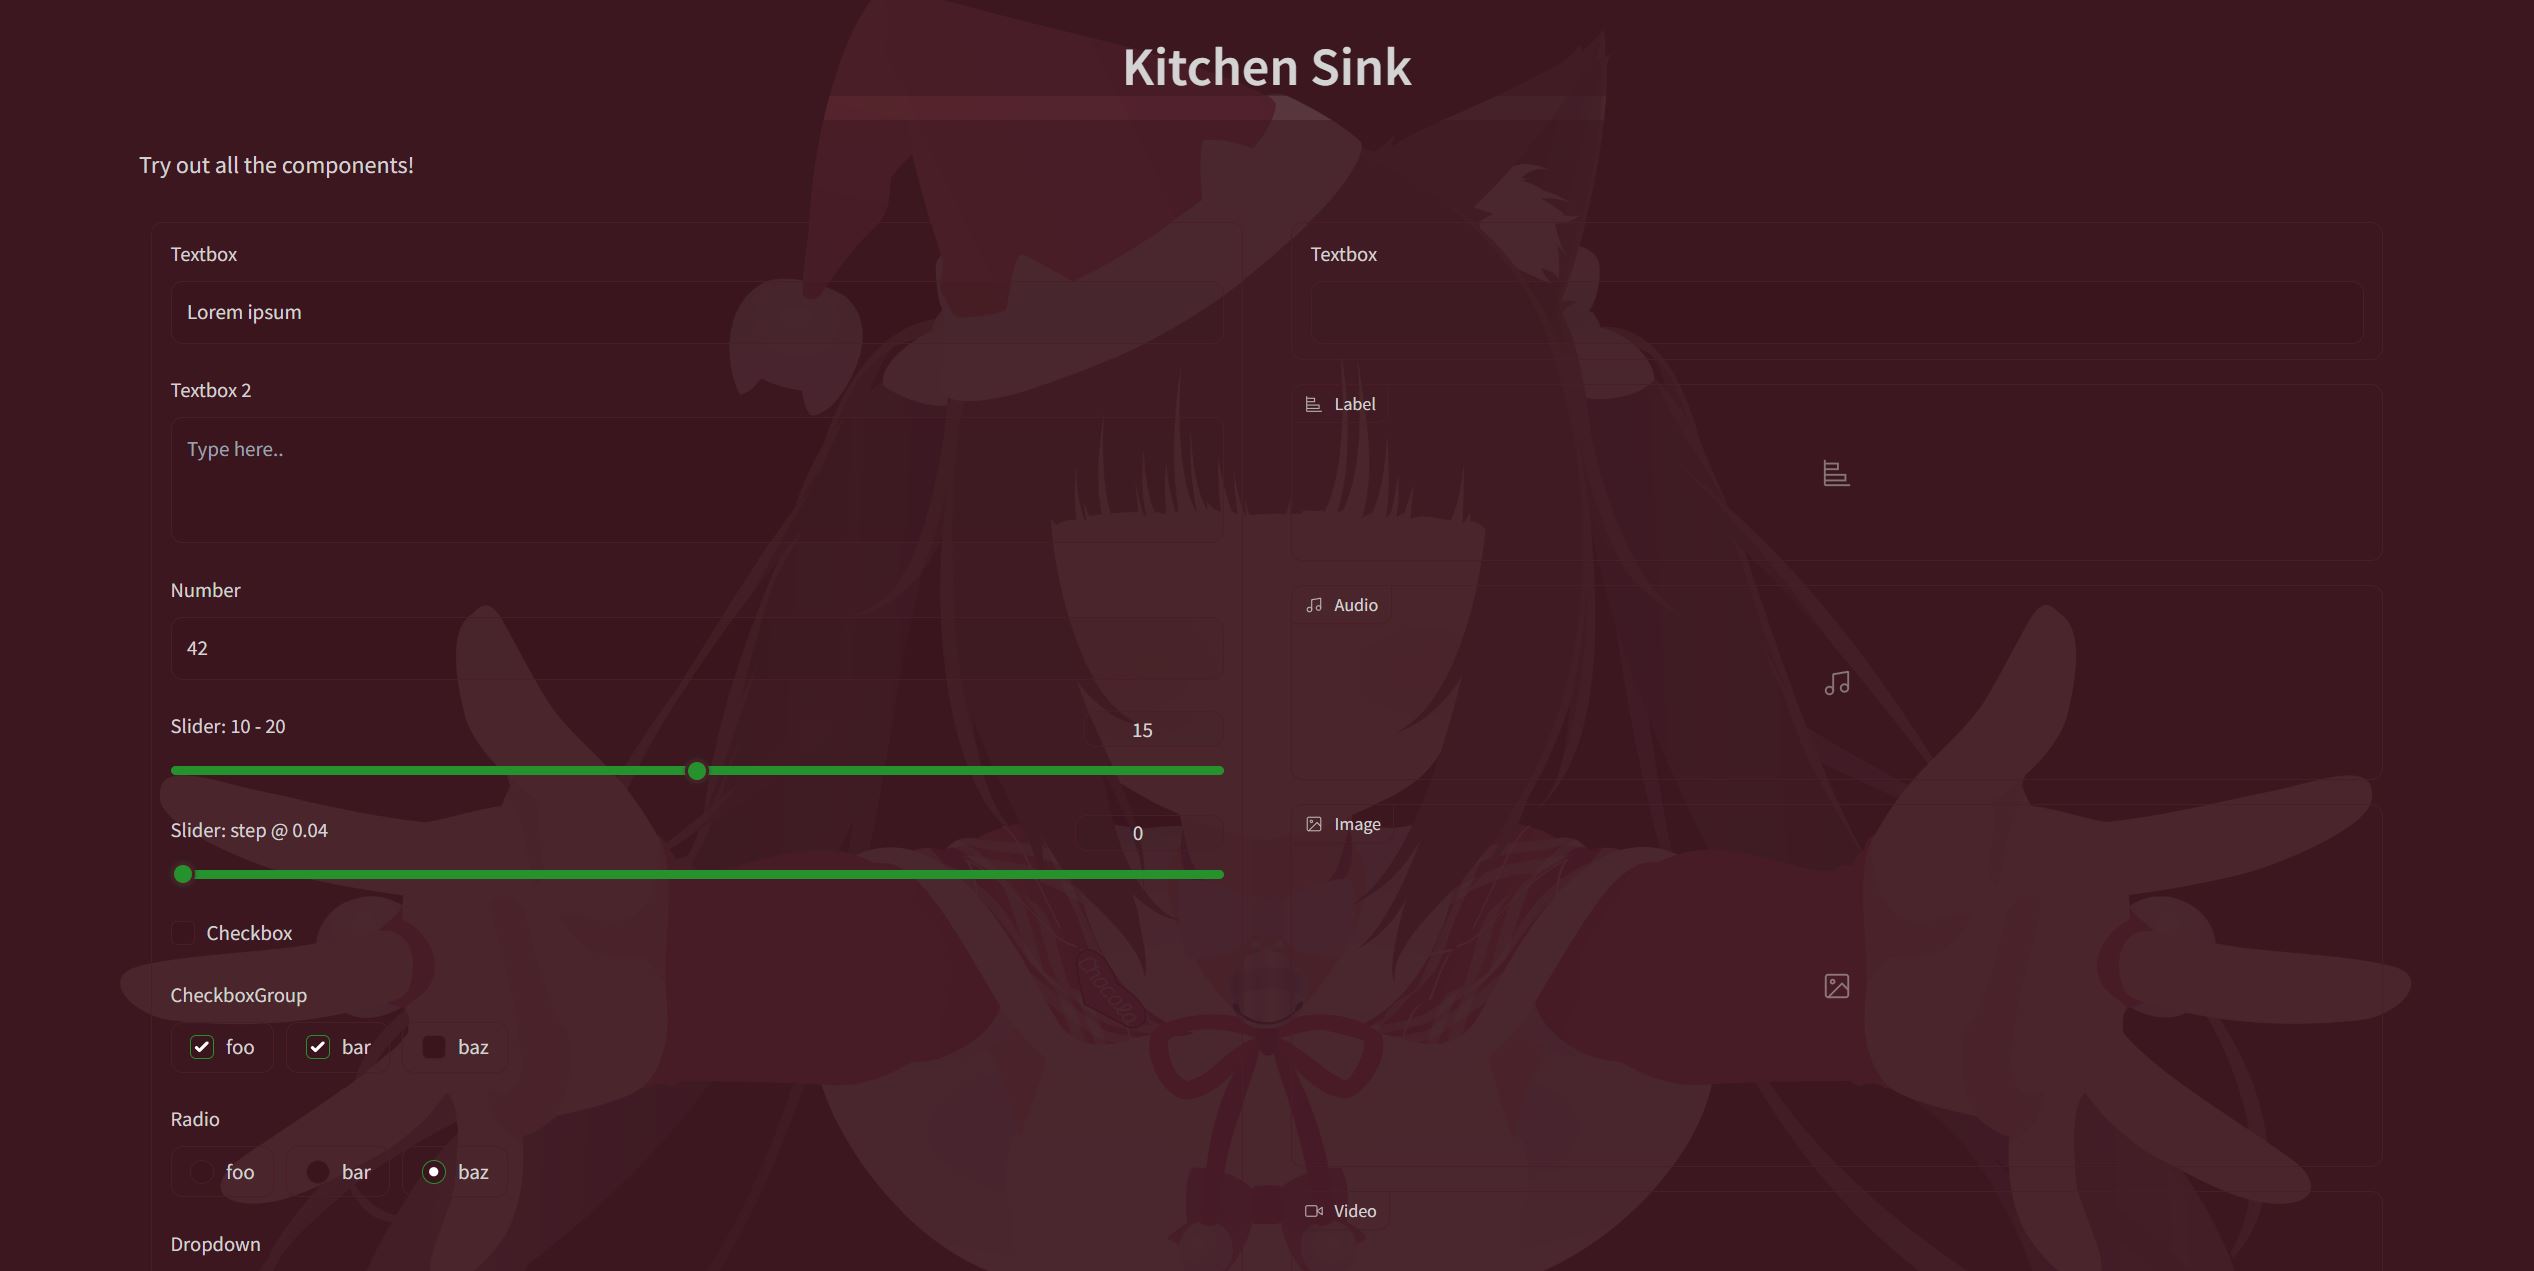 Kitchen Sink
Try out all the components!
Textbox
Lorem ipsum
Textbox 2
Type here..
Number
42
Slider: 10 - 20
15
Slider: step @ 0.04
0
Checkbox
CheckboxGroup
foo
bar
baz
Radio
foo
bar
baz
Dropdown
Textbox
Label
Audio
Image
Chocola
Video